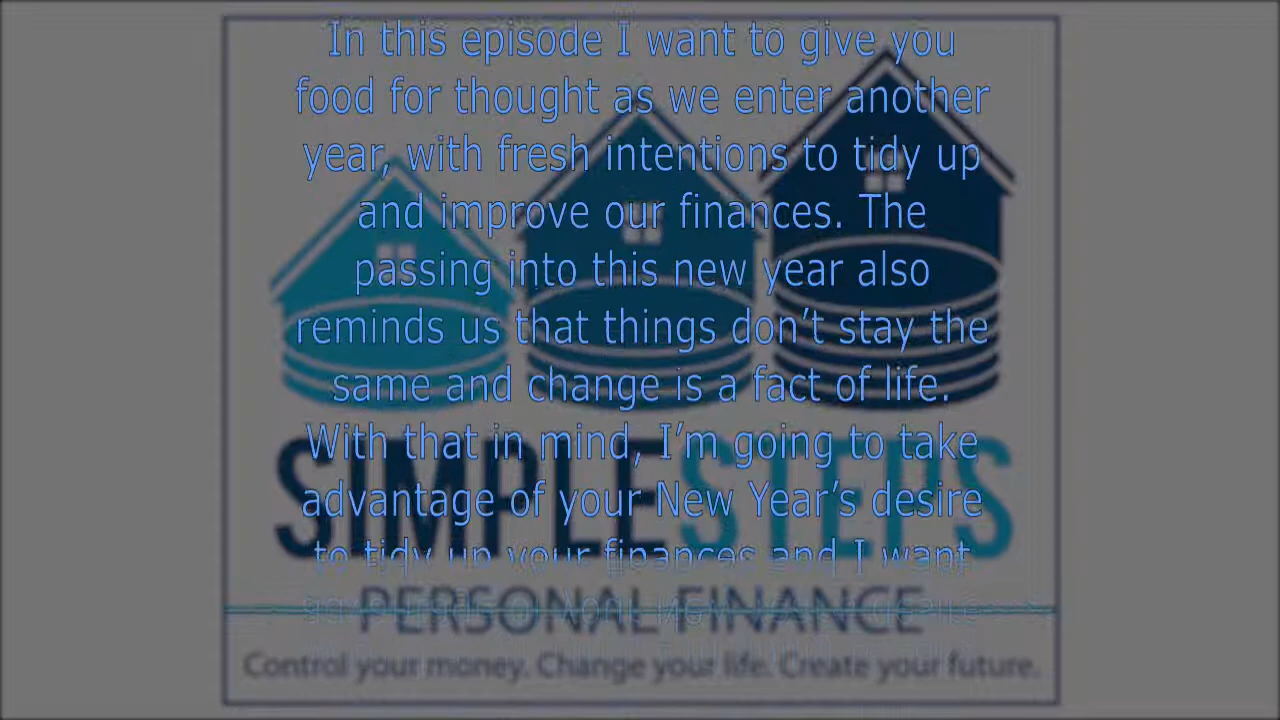 In this episode I want to give you
food for thought as we enter another
year, with fresh intentions to tidy up
and improve our finances. The
passing into this new year also
reminds us that things don’t stay the
same and change is a fact of life.
With that in mind, I’m going to take
advantage of your New Year’s desire
to tidy up your finances and I want
SIMPLESTEPS
PERSONAL FINANCE
Control your money. Change your life. Create your future.